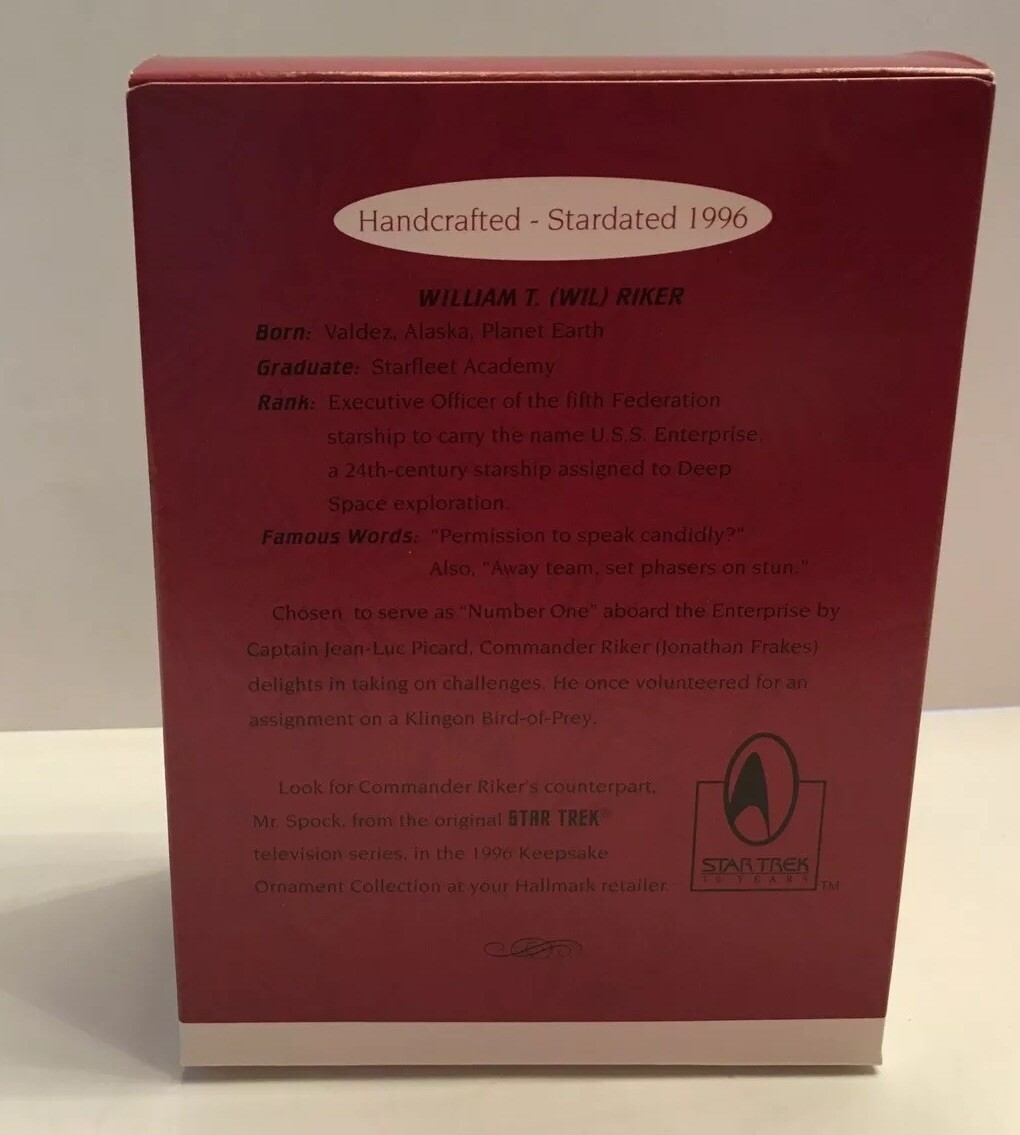 Handcrafted - Stardated 1996
WILLIAM T. (WIL) RIKER
Born: Valdez, Alaska, Planet Earth
Graduate: Starfleet Academy
Rank: Executive Officer of the fifth Federation
starship to carry the name U.S.S. Enterprise,
a 24th-century starship assigned to Deep
Space exploration.
Famous Words: "Permission to speak candidly?"
Also, "Away team, set phasers on stun."
Chosen to serve as "Number One" aboard the Enterprise by
Captain Jean-Luc Picard, Commander Riker (Jonathan Frakes)
delights in taking on challenges. He once volunteered for an
assignment on a Klingon Bird-of-Prey.
Look for Commander Riker's counterpart,
Mr. Spock, from the original STAR TREK®
television series, in the 1996 Keepsake
Ornament Collection at your Hallmark retailer.
STAR TREK
30 YEARS TM